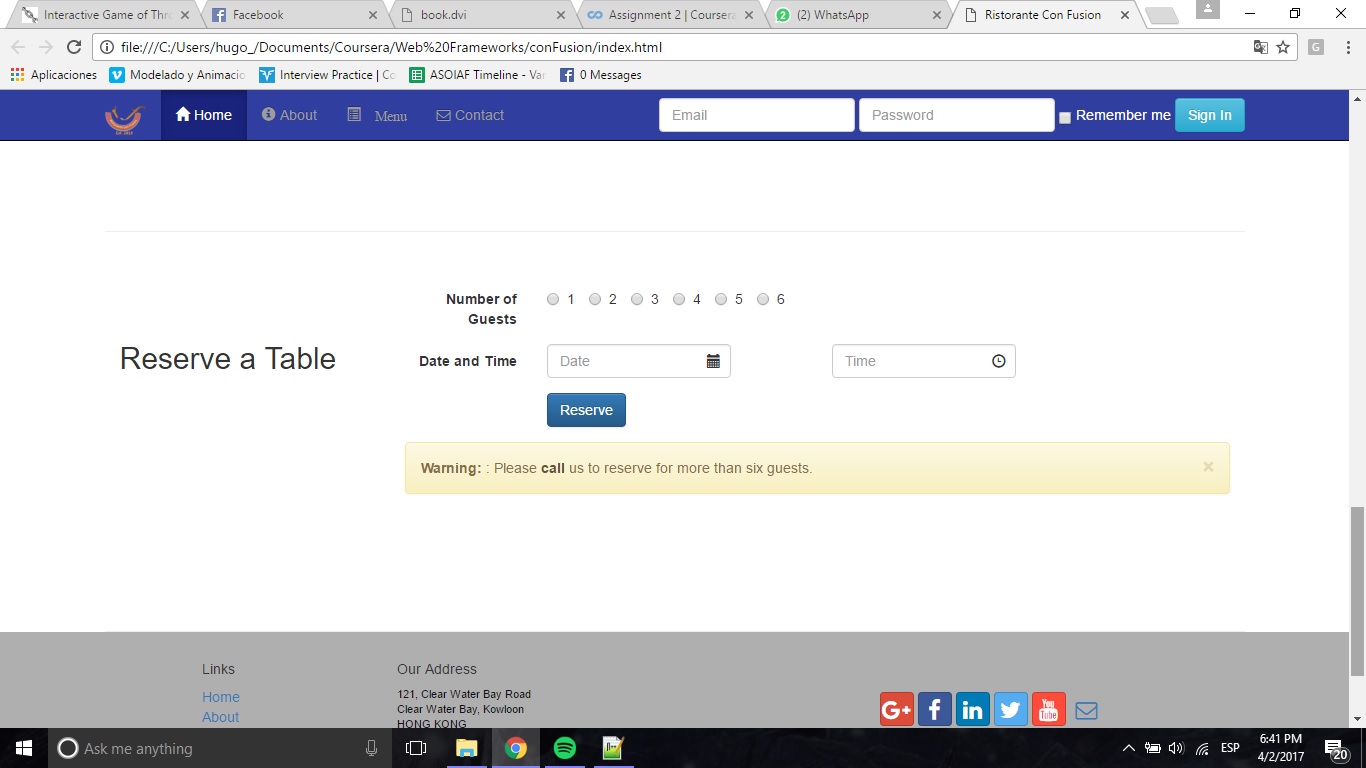 Interactive Game of Thro
Facebook
book.dvi
Assignment 2 | Coursera
(2) WhatsApp
Ristorante Con Fusion
file:///C:/Users/hugo_/Documents/Coursera/Web%20Frameworks/conFusion/index.html
G
Aplicaciones
Modelado y Animacio
Interview Practice | Co
ASOIAF Timeline - Var
0 Messages
Home
About
Menu
Contact
Email
Password
Remember me
Sign In
Number of
Guests
1 2 3 4 5 6
Reserve a Table
Date and Time
Date
Time
Reserve
Warning: : Please call us to reserve for more than six guests.
×
Links
Our Address
Home
About
121, Clear Water Bay Road
Clear Water Bay, Kowloon
HONG KONG
G+
f
in
You
Tube
Ask me anything
ESP
6:41 PM
4/2/2017
20